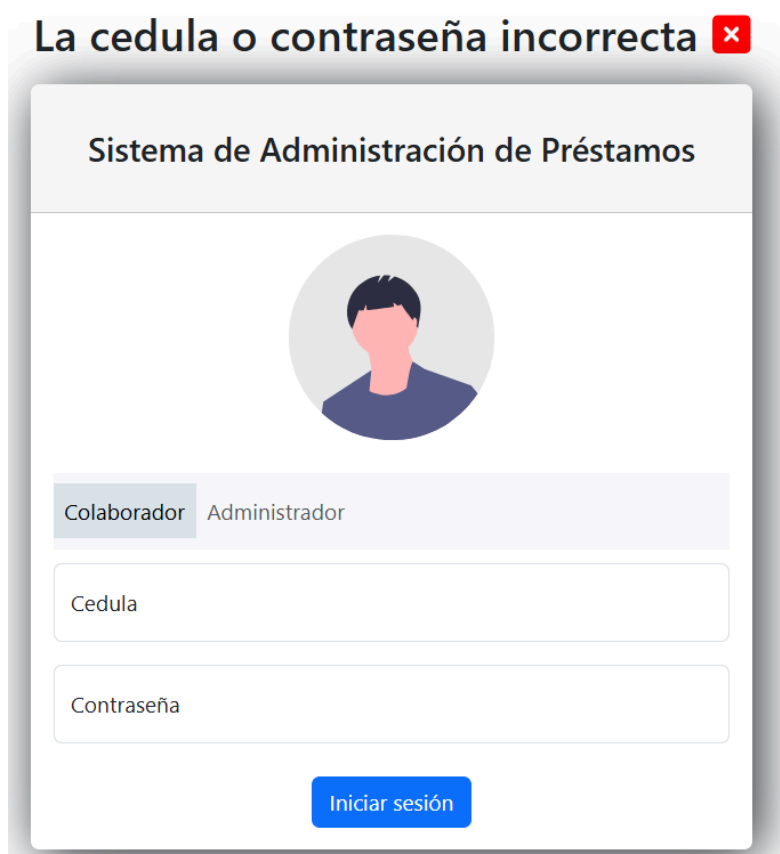 La cedula o contraseña incorrecta
Sistema de Administración de Préstamos
Colaborador Administrador
Cedula
Contraseña
Iniciar sesión